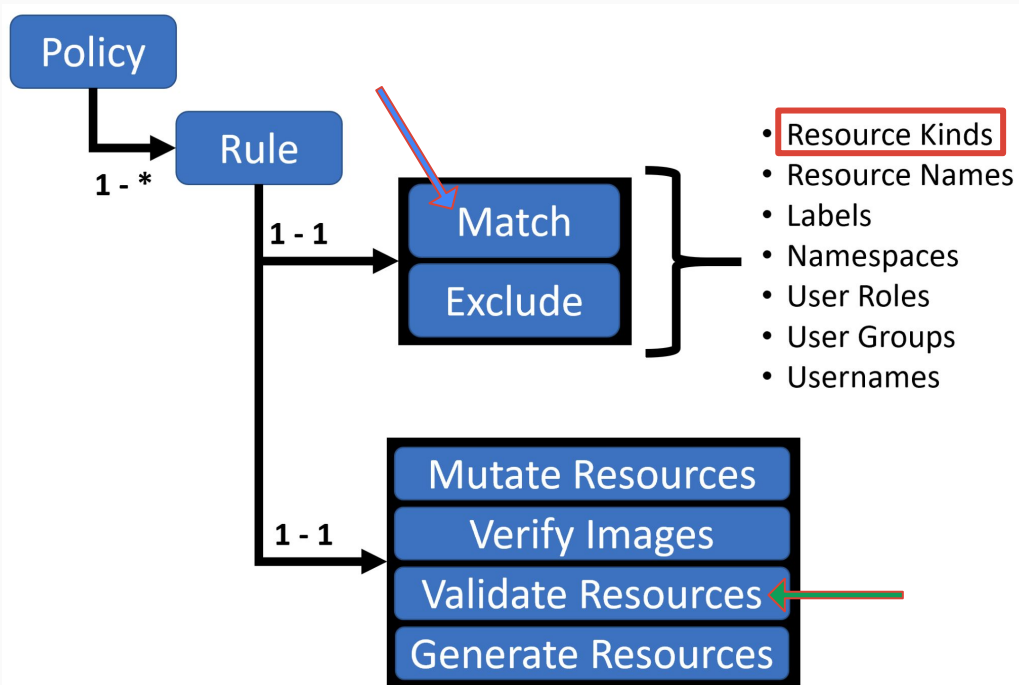 Policy
Rule
1 - *
1 - 1
Match
Exclude
• Resource Kinds
• Resource Names
• Labels
• Namespaces
• User Roles
• User Groups
• Usernames
1 - 1
Mutate Resources
Verify Images
Validate Resources
Generate Resources